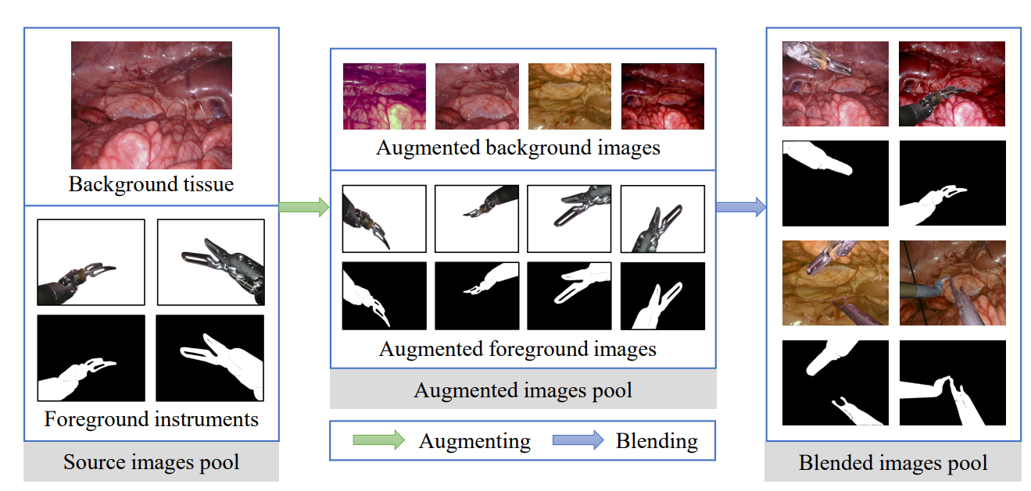 Background tissue
Foreground instruments
Source images pool
Augmented background images
Augmented foreground images
Augmented images pool
Augmenting
Blending
Blended images pool